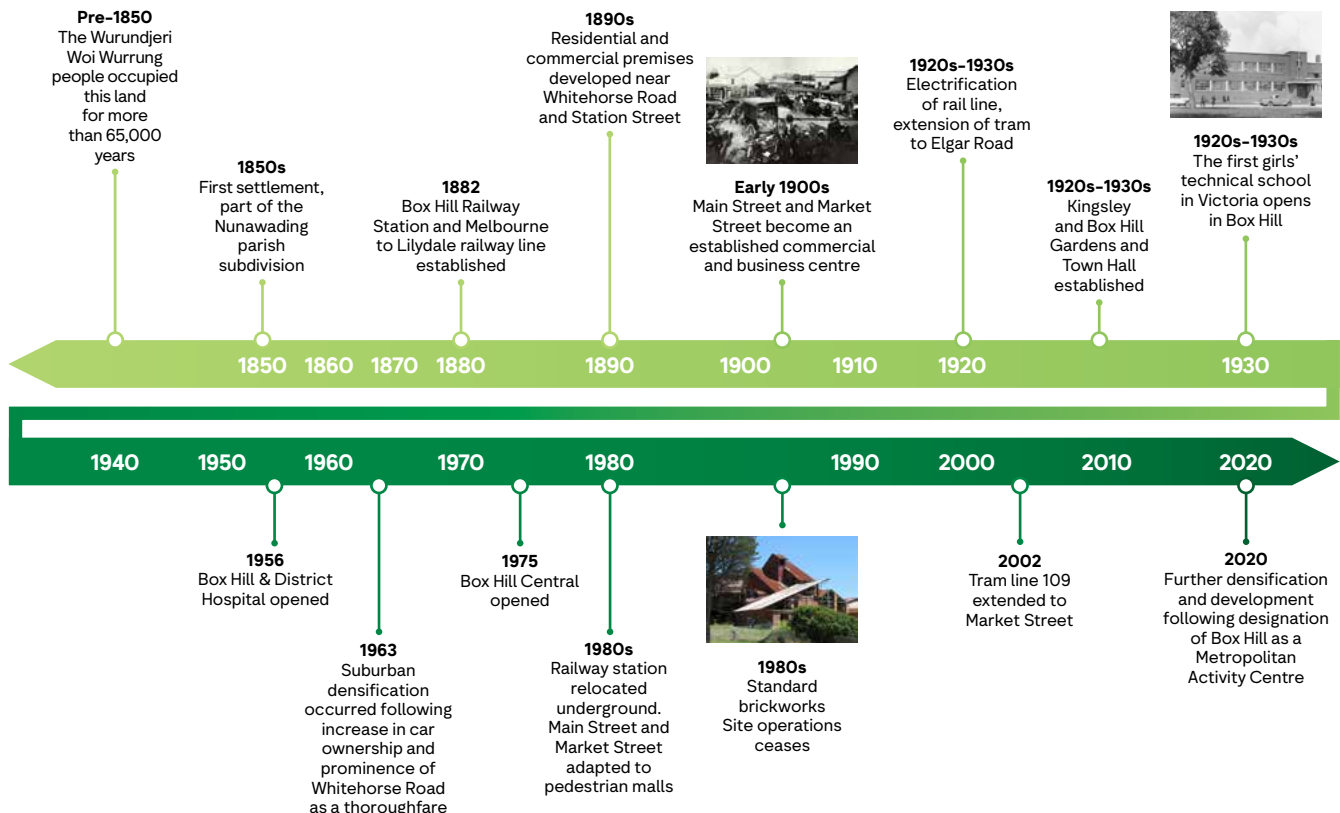 Pre-1850
The Wurundjeri
Woi Wurrung
people occupied
this land
for more
than 65,000
years
1850s
First settlement,
part of the
Nunawading
parish
subdivision
1882
Box Hill Railway
Station and Melbourne
to Lilydale railway line
established
1890s
Residential and
commercial premises
developed near
Whitehorse Road
and Station Street
Early 1900s
Main Street and Market
Street become an
established commercial
and business centre
1920s-1930s
Electrification
of rail line,
extension of tram
to Elgar Road
1920s-1930s
Kingsley
and Box Hill
Gardens and
Town Hall
established
1920s-1930s
The first girls’
technical school
in Victoria opens
in Box Hill
1850 1860 1870 1880 1890 1900 1910 1920 1930
1940 1950 1960 1970 1980 1990 2000 2010 2020
1956
Box Hill & District
Hospital opened
1963
Suburban
densification
occurred following
increase in car
ownership and
prominence of
Whitehorse Road
as a thoroughfare
1975
Box Hill Central
opened
1980s
Railway station
relocated
underground.
Main Street and
Market Street
adapted to
pedestrian malls
1980s
Standard
brickworks
Site operations
ceases
2002
Tram line 109
extended to
Market Street
2020
Further densification
and development
following designation
of Box Hill as a
Metropolitan
Activity Centre